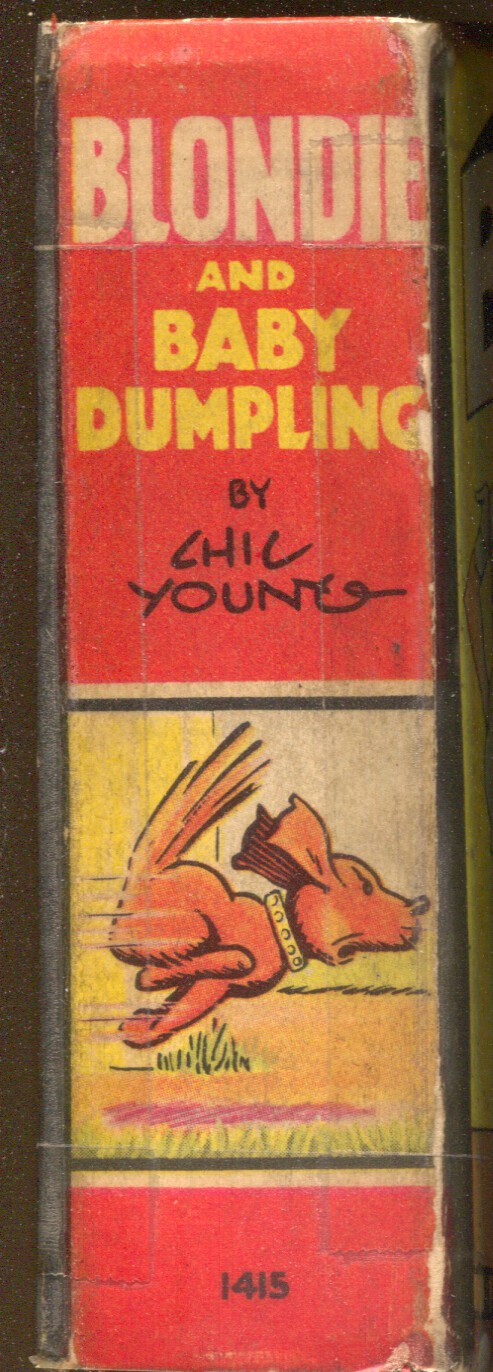 BLONDIE
AND
BABY
DUMPLING
BY
CHIC
YOUNG
1415